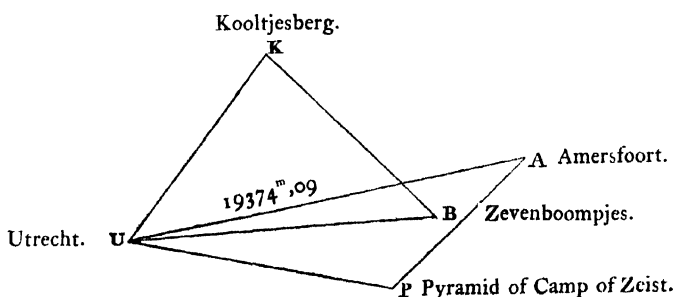 Kooltjesberg.
K
A Amersfoort.
19374ᵐ,09
B Zevenboompjes.
Utrecht. U
P Pyramid of Camp of Zeist.